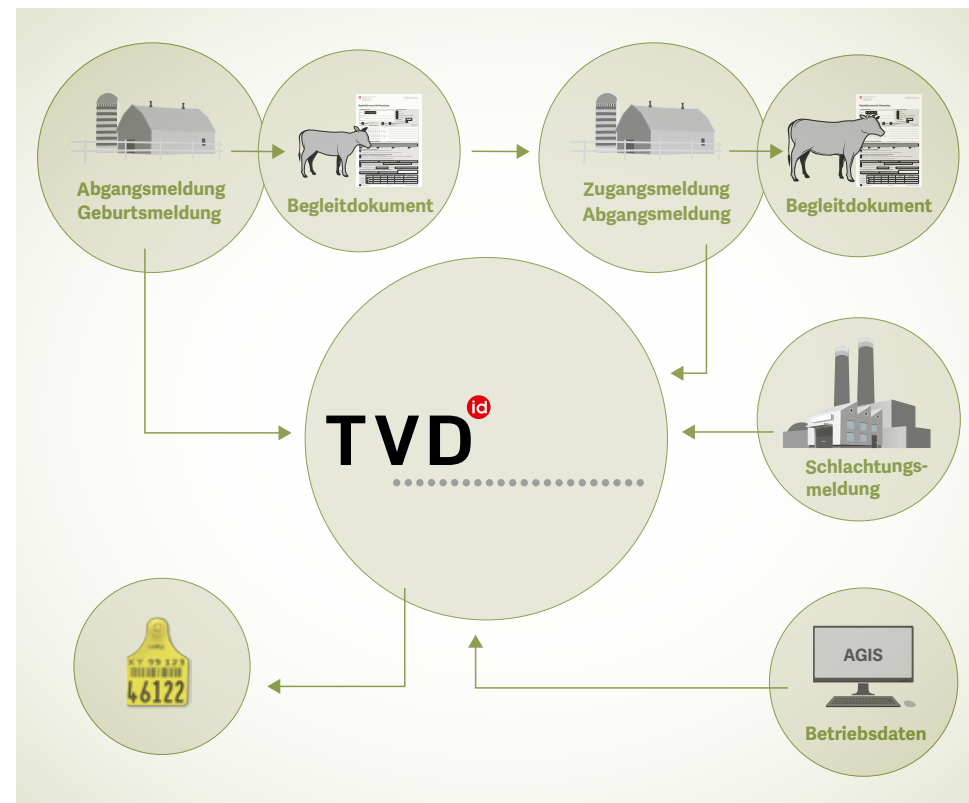 Abgangsmeldung
Geburtsmeldung
Begleitdokument
Zugangsmeldung
Abgangsmeldung
Begleitdokument
TVD id
Schlachtungs-
meldung
46122
AGIS
Betriebsdaten